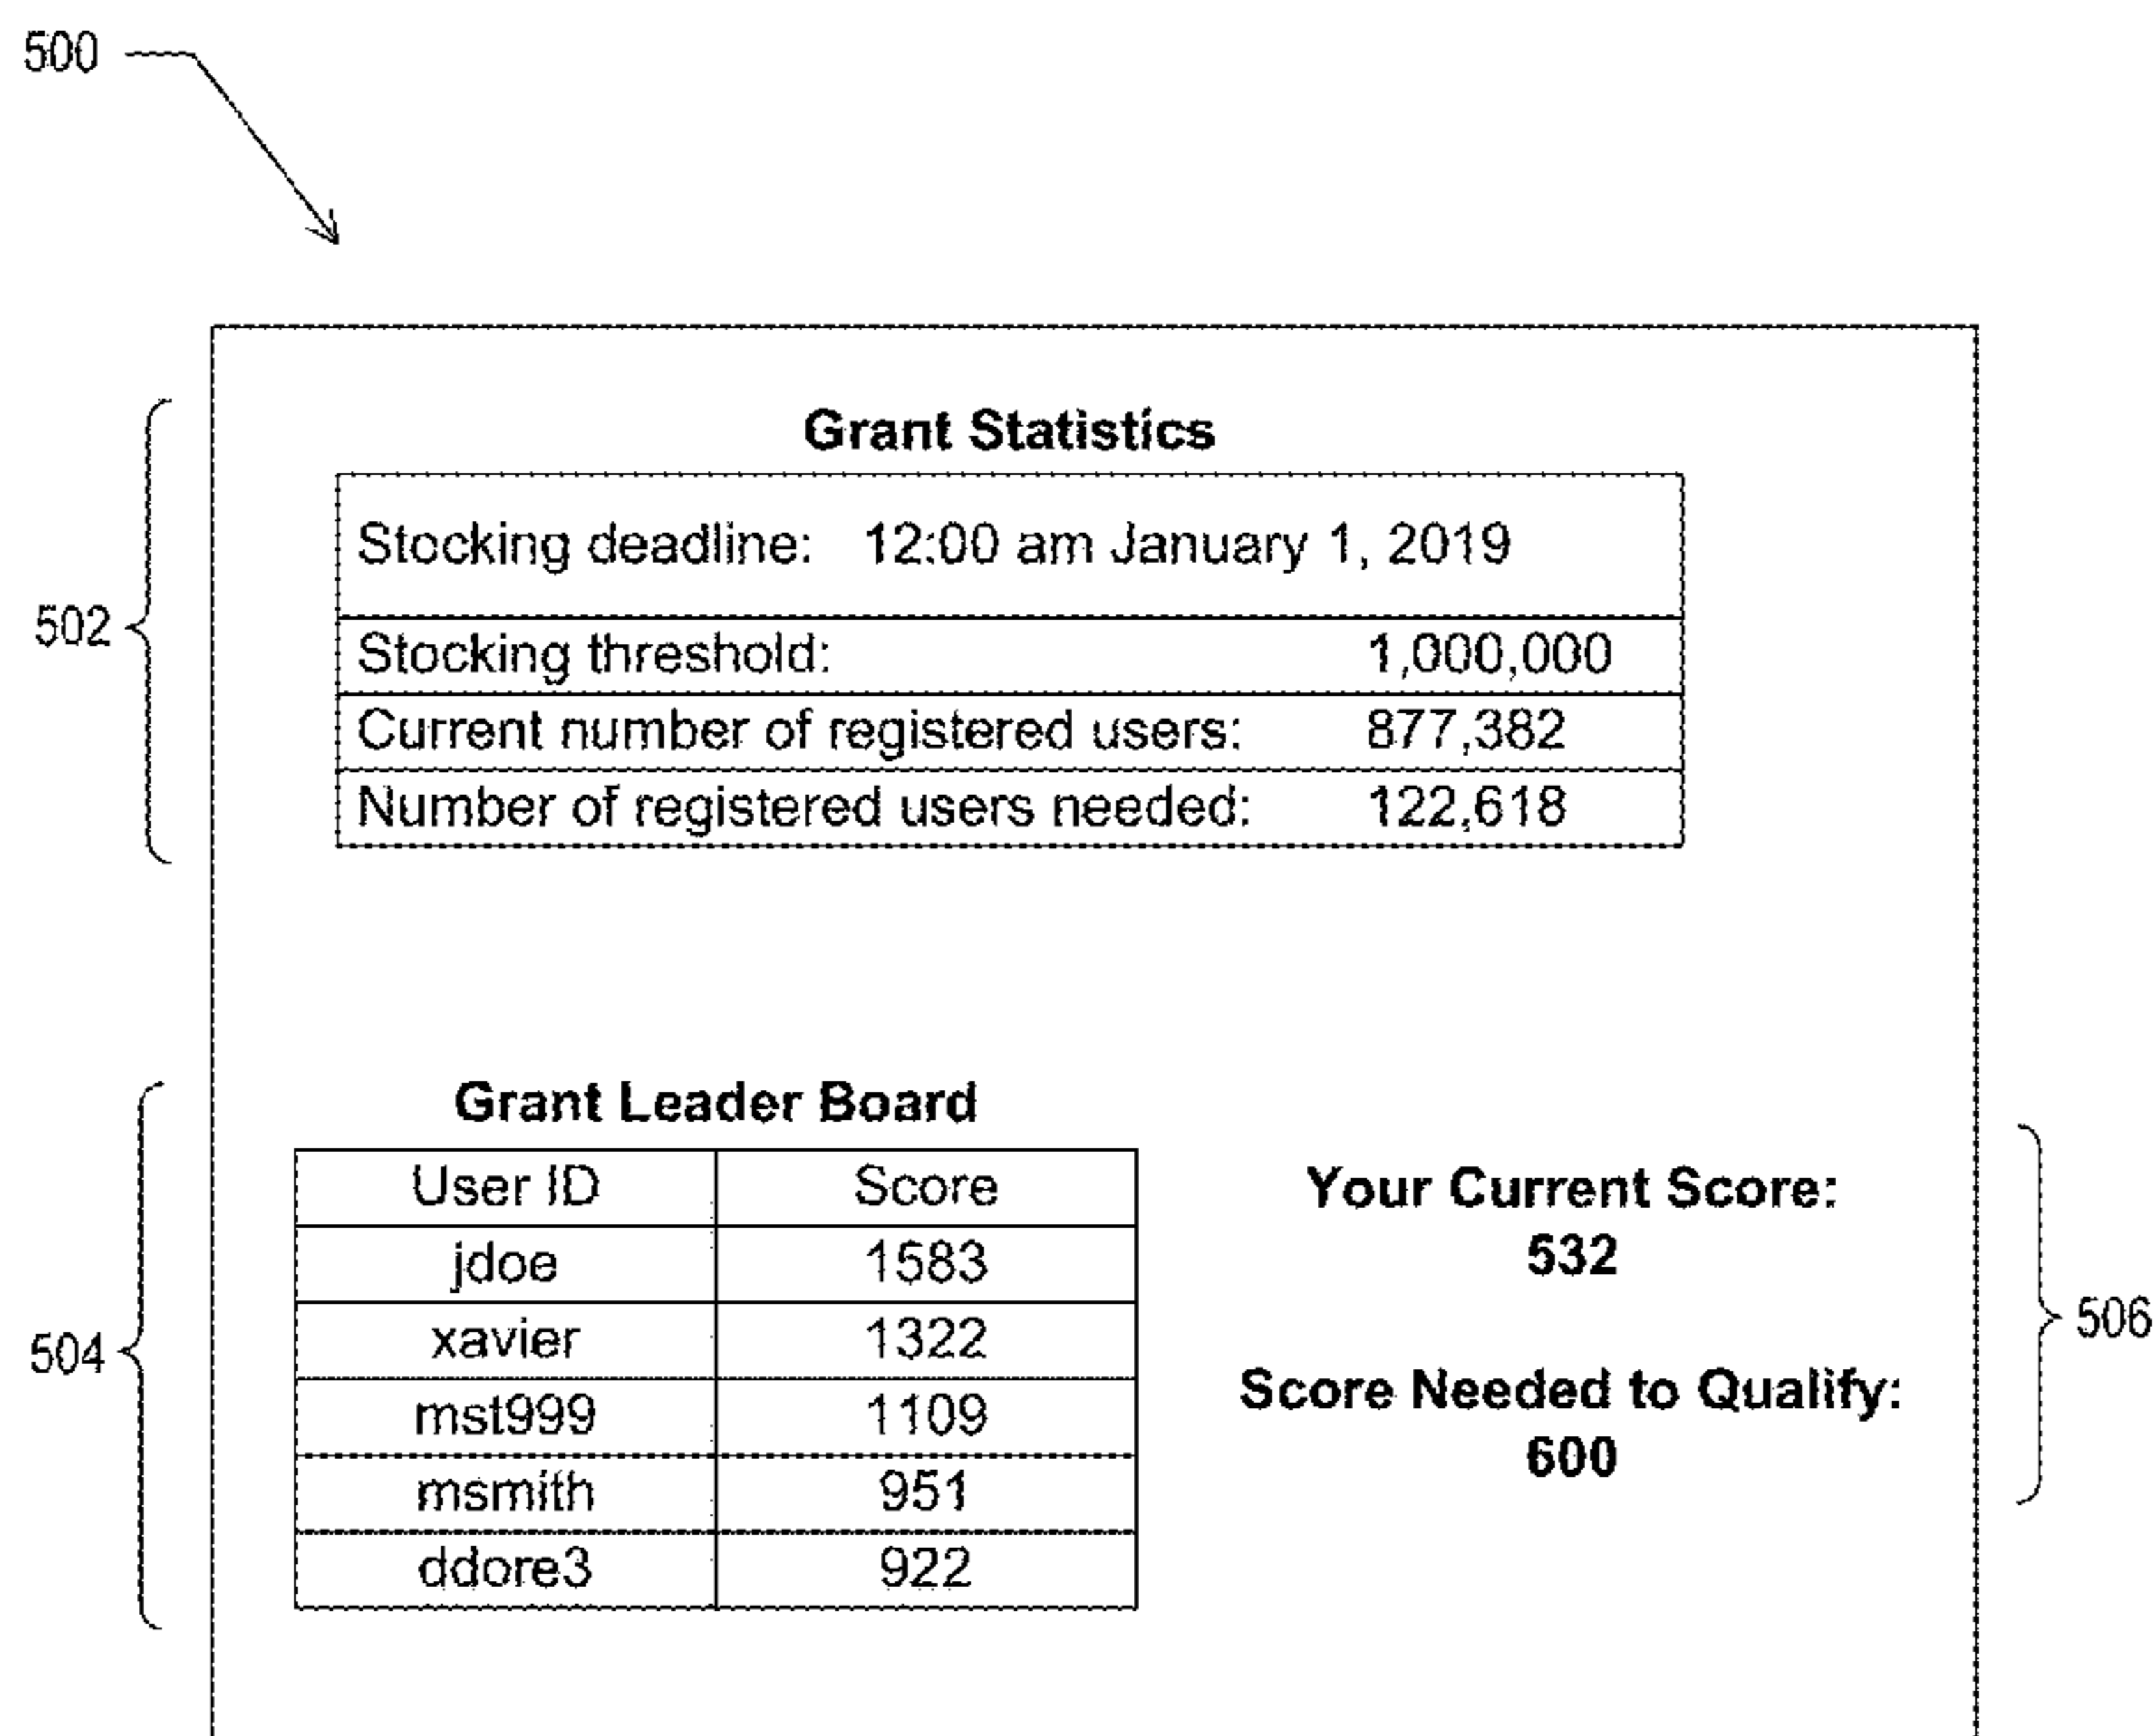 500
Grant Statistics
Stocking deadline: 12:00 am January 1, 2019
502
Stocking threshold: 1,000,000
Current number of registered users: 877,382
Number of registered users needed: 122,618
Grant Leader Board
User ID Score
jdoe 1583
xavier 1322
mst999 1109
msmith 951
ddore3 922
504
Your Current Score:
532
Score Needed to Qualify:
600
506